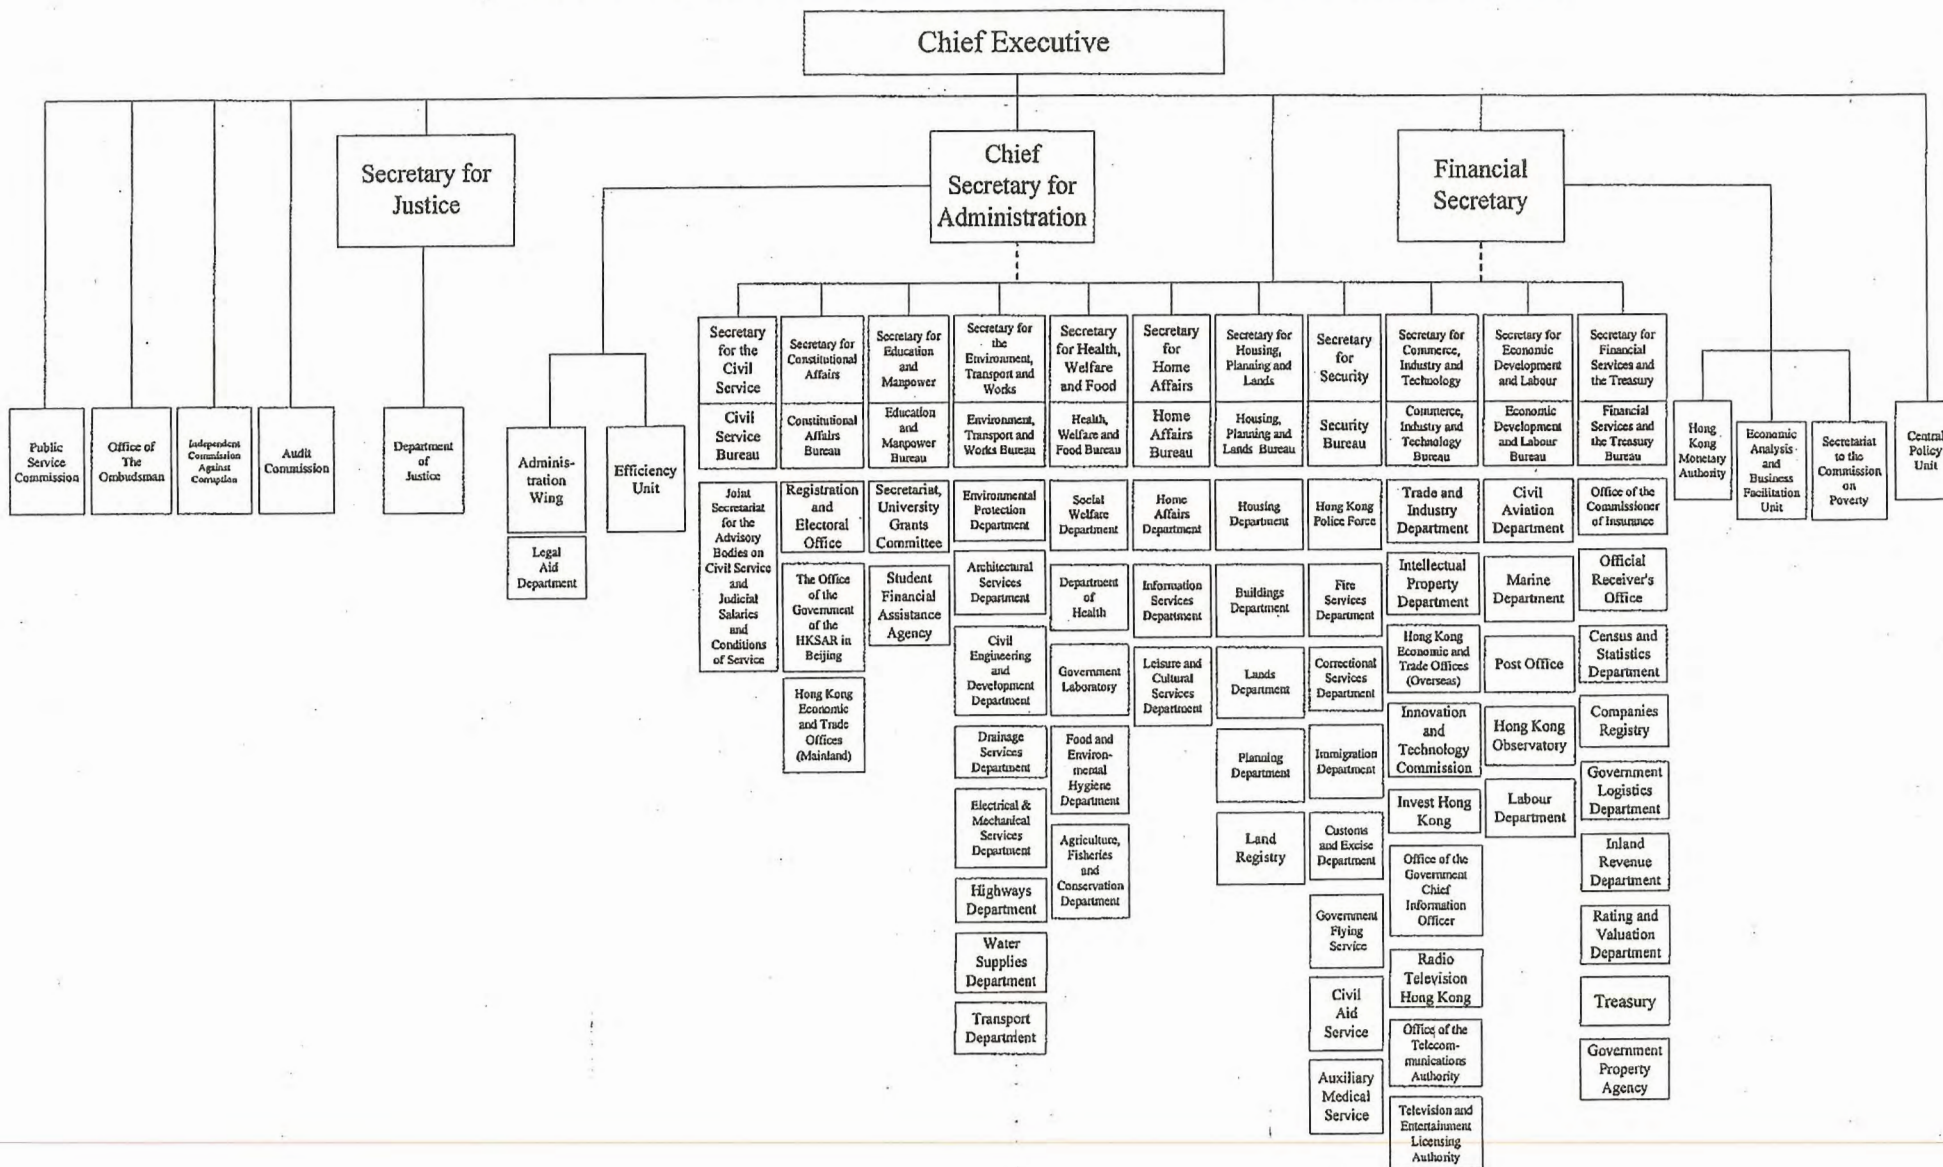 Chief Executive
Secretary for
Justice
Chief
Secretary for
Administration
Financial
Secretary
Public
Service
Commission
Office of
The
Ombudsman
Independent
Commission
Against
Corruption
Audit
Commission
Department
of
Justice
Adminis-
tration
Wing
Legal
Aid
Department
Efficiency
Unit
Secretary
for the
Civil
Service
Civil
Service
Bureau
Joint
Secretariat
for the
Advisory
Bodies on
Civil Service
and
Judicial
Salaries
and
Conditions
of Service
Secretary for
Constitutional
Affairs
Constitutional
Affairs
Bureau
Registration
and
Electoral
Office
The Office
of the
Government
of the
HKSAR in
Beijing
Hong Kong
Economic
and Trade
Offices
(Mainland)
Secretary for
Education
and
Manpower
Education
and
Manpower
Bureau
Secretariat,
University
Grants
Committee
Student
Financial
Assistance
Agency
Secretary for
the
Environment,
Transport and
Works
Environment,
Transport and
Works Bureau
Environmental
Protection
Department
Architectural
Services
Department
Civil
Engineering
and
Development
Department
Drainage
Services
Department
Electrical &
Mechanical
Services
Department
Highways
Department
Water
Supplies
Department
Transport
Department
Secretary
for Health,
Welfare
and Food
Health,
Welfare and
Food Bureau
Social
Welfare
Department
Department
of
Health
Government
Laboratory
Food and
Environ-
mental
Hygiene
Department
Agriculture,
Fisheries
and
Conservation
Department
Secretary
for
Home
Affairs
Home
Affairs
Bureau
Home
Affairs
Department
Information
Services
Department
Leisure and
Cultural
Services
Department
Secretary for
Housing,
Planning and
Lands
Housing,
Planning and
Lands Bureau
Housing
Department
Buildings
Department
Lands
Department
Planning
Department
Land
Registry
Secretary
for
Security
Security
Bureau
Hong Kong
Police Force
Fire
Services
Department
Correctional
Services
Department
Immigration
Department
Customs
and Excise
Department
Government
Flying
Service
Civil
Aid
Service
Auxiliary
Medical
Service
Secretary for
Commerce,
Industry and
Technology
Commerce,
Industry and
Technology
Bureau
Trade and
Industry
Department
Intellectual
Property
Department
Hong Kong
Economic and
Trade Offices
(Overseas)
Innovation
and
Technology
Commission
Invest Hong
Kong
Office of the
Government
Chief
Information
Officer
Radio
Television
Hong Kong
Office of the
Telecom-
munications
Authority
Television and
Entertainment
Licensing
Authority
Secretary for
Economic
Development
and Labour
Economic
Development
and Labour
Bureau
Civil
Aviation
Department
Marine
Department
Post Office
Hong Kong
Observatory
Labour
Department
Secretary for
Financial
Services and
the Treasury
Financial
Services and
the Treasury
Bureau
Office of the
Commissioner
of Insurance
Official
Receiver's
Office
Census and
Statistics
Department
Companies
Registry
Government
Logistics
Department
Inland
Revenue
Department
Rating and
Valuation
Department
Treasury
Government
Property
Agency
Hong
Kong
Monetary
Authority
Economic
Analysis
and
Business
Facilitation
Unit
Secretariat
to the
Commission
on
Poverty
Central
Policy
Unit